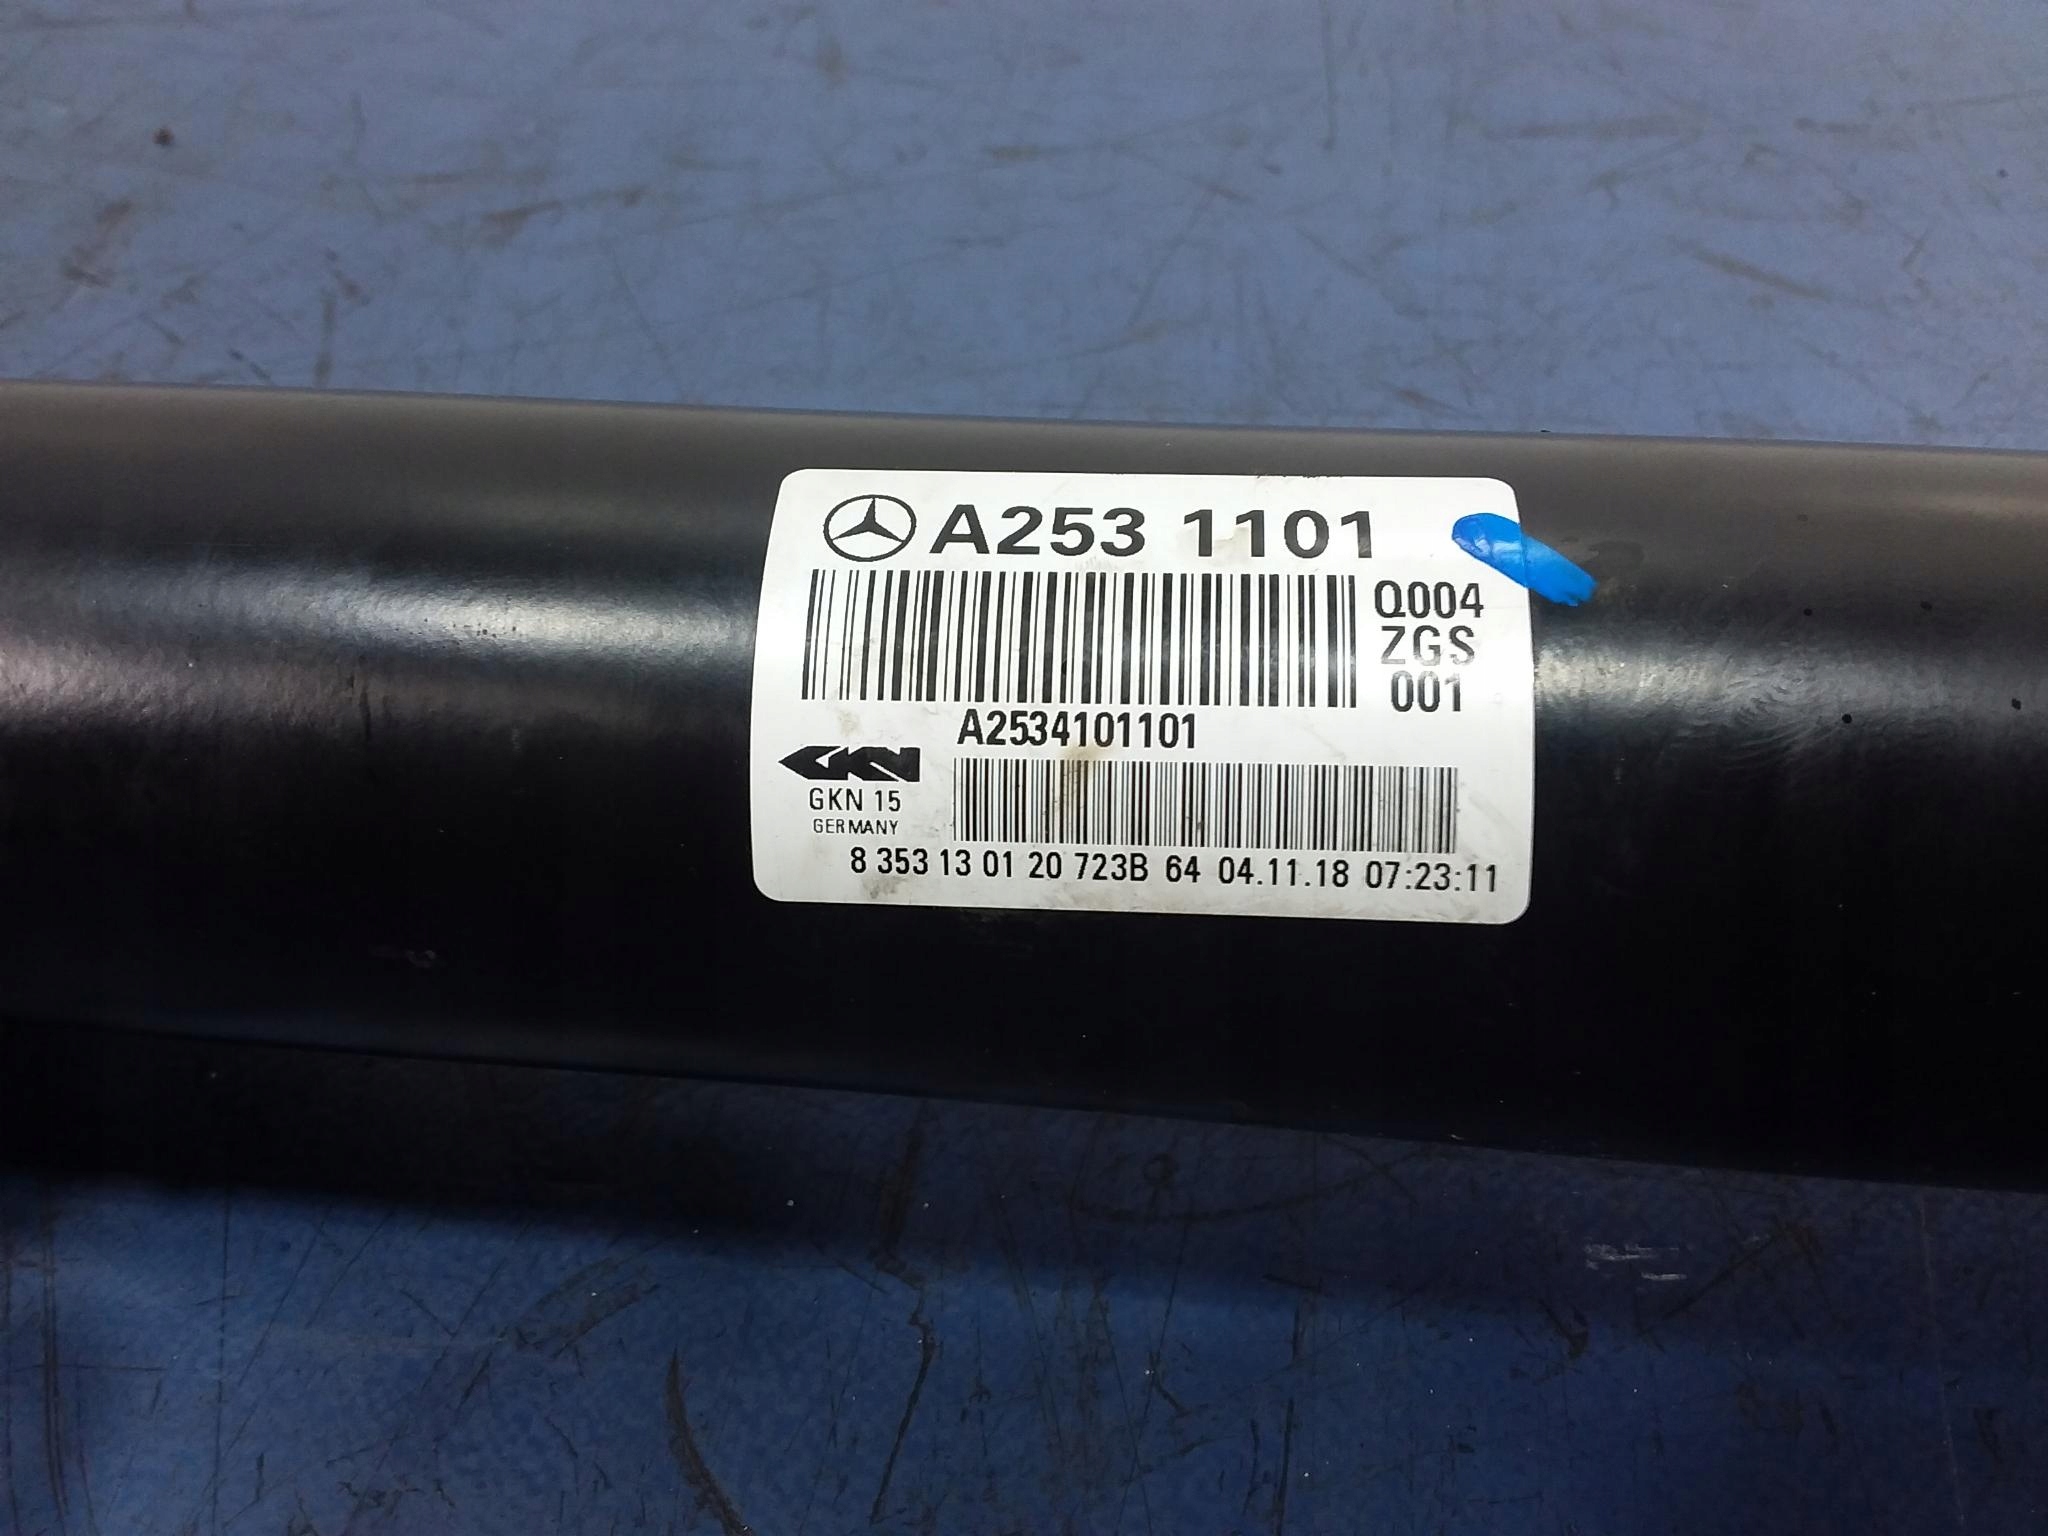 A253 1101
Q004
ZGS
001
A2534101101
GKN
GKN 15
GERMANY
8 353 13 01 20 723B 64 04.11.18 07:23:11